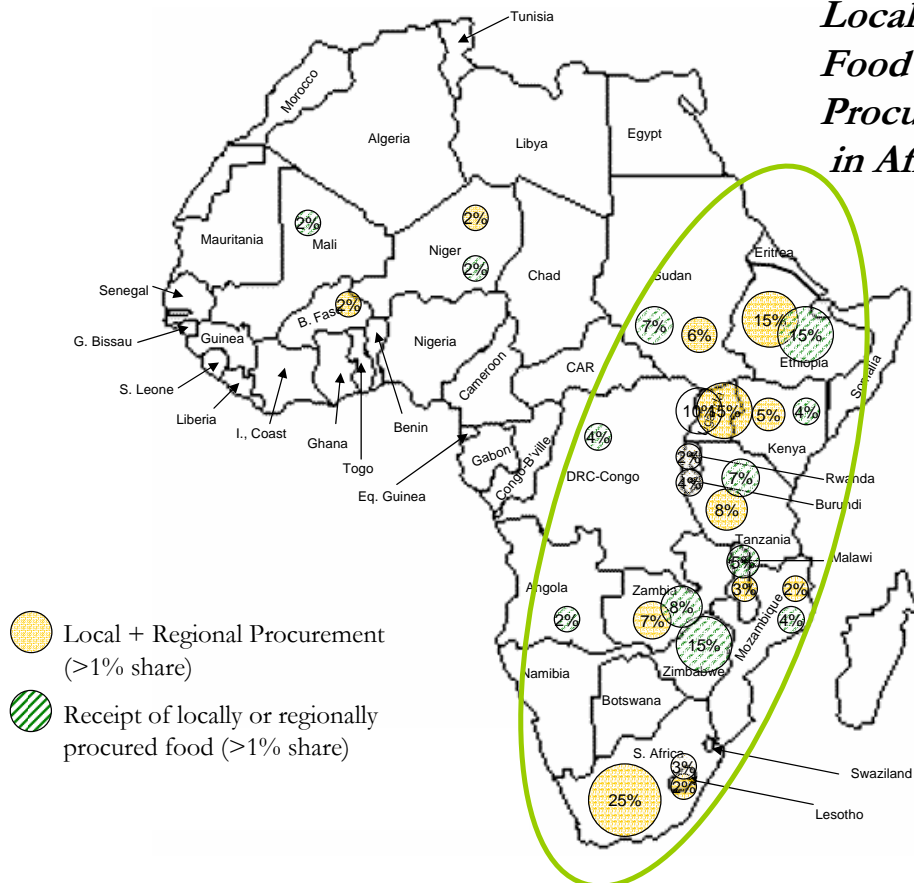 Local
Food
Procu
in Af
Tunisia
Morocco
Algeria
Libya
Egypt
Mauritania
2%
Mali
2%
Niger
2%
Chad
Sudan
Eritrea
Senegal
2%
B. Faso
7%
6%
15%
15%
Ethiopia
G. Bissau
Guinea
Nigeria
Somalia
S. Leone
Cameroon
CAR
Liberia
I., Coast
Ghana
Togo
Benin
10%
15%
5%
4%
Kenya
Eq. Guinea
Gabon
Congo-B'ville
4%
DRC-Congo
2%
7%
Rwanda
4%
Burundi
8%
Tanzania
5%
Malawi
3%
2%
Angola
2%
Zambia
8%
7%
Mozambique
4%
15%
Zimbabwe
Namibia
Botswana
S. Africa
3%
2%
25%
Swaziland
Lesotho
Local + Regional Procurement
(>1% share)
Receipt of locally or regionally
procured food (>1% share)